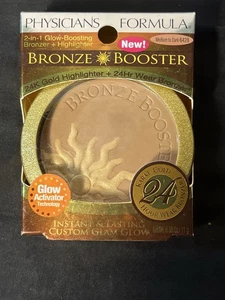 PHYSICIANS FORMULA®
2-in-1 Glow-Boosting
Bronzer + Highlighter
New!
BRONZE BOOSTER
24K Gold Highlighter + 24Hr Wear Bronzer
BRONZE BOOSTER
Glow
Activator
Technology
24
INSTANT & LASTING
CUSTOM GLAM GLOW